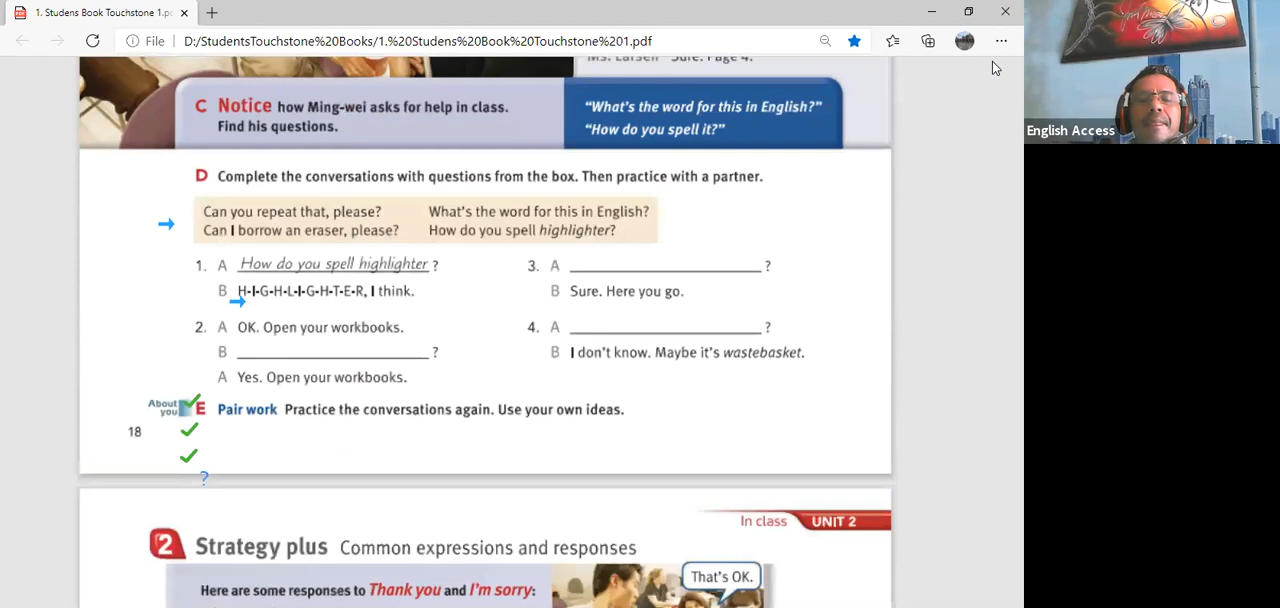 1. Studens Book Touchstone 1.pc
File D:/StudentsTouchstone%20Books/1.%20Studens%20Book%20Touchstone%201.pdf
Ms. Larsen Sure. Page 4.
C Notice how Ming-wei asks for help in class.
Find his questions.
"What's the word for this in English?"
"How do you spell it?"
D Complete the conversations with questions from the box. Then practice with a partner.
Can you repeat that, please? What's the word for this in English?
Can I borrow an eraser, please? How do you spell highlighter?
1. A How do you spell highlighter ?
B H-I-G-H-L-I-G-H-T-E-R, I think.
2. A OK. Open your workbooks.
B ?
A Yes. Open your workbooks.
3. A ?
B Sure. Here you go.
4. A ?
B I don't know. Maybe it's wastebasket.
About you E Pair work Practice the conversations again. Use your own ideas.
18
?
In class UNIT 2
2 Strategy plus Common expressions and responses
Here are some responses to Thank you and I'm sorry:
That's OK.
English Access